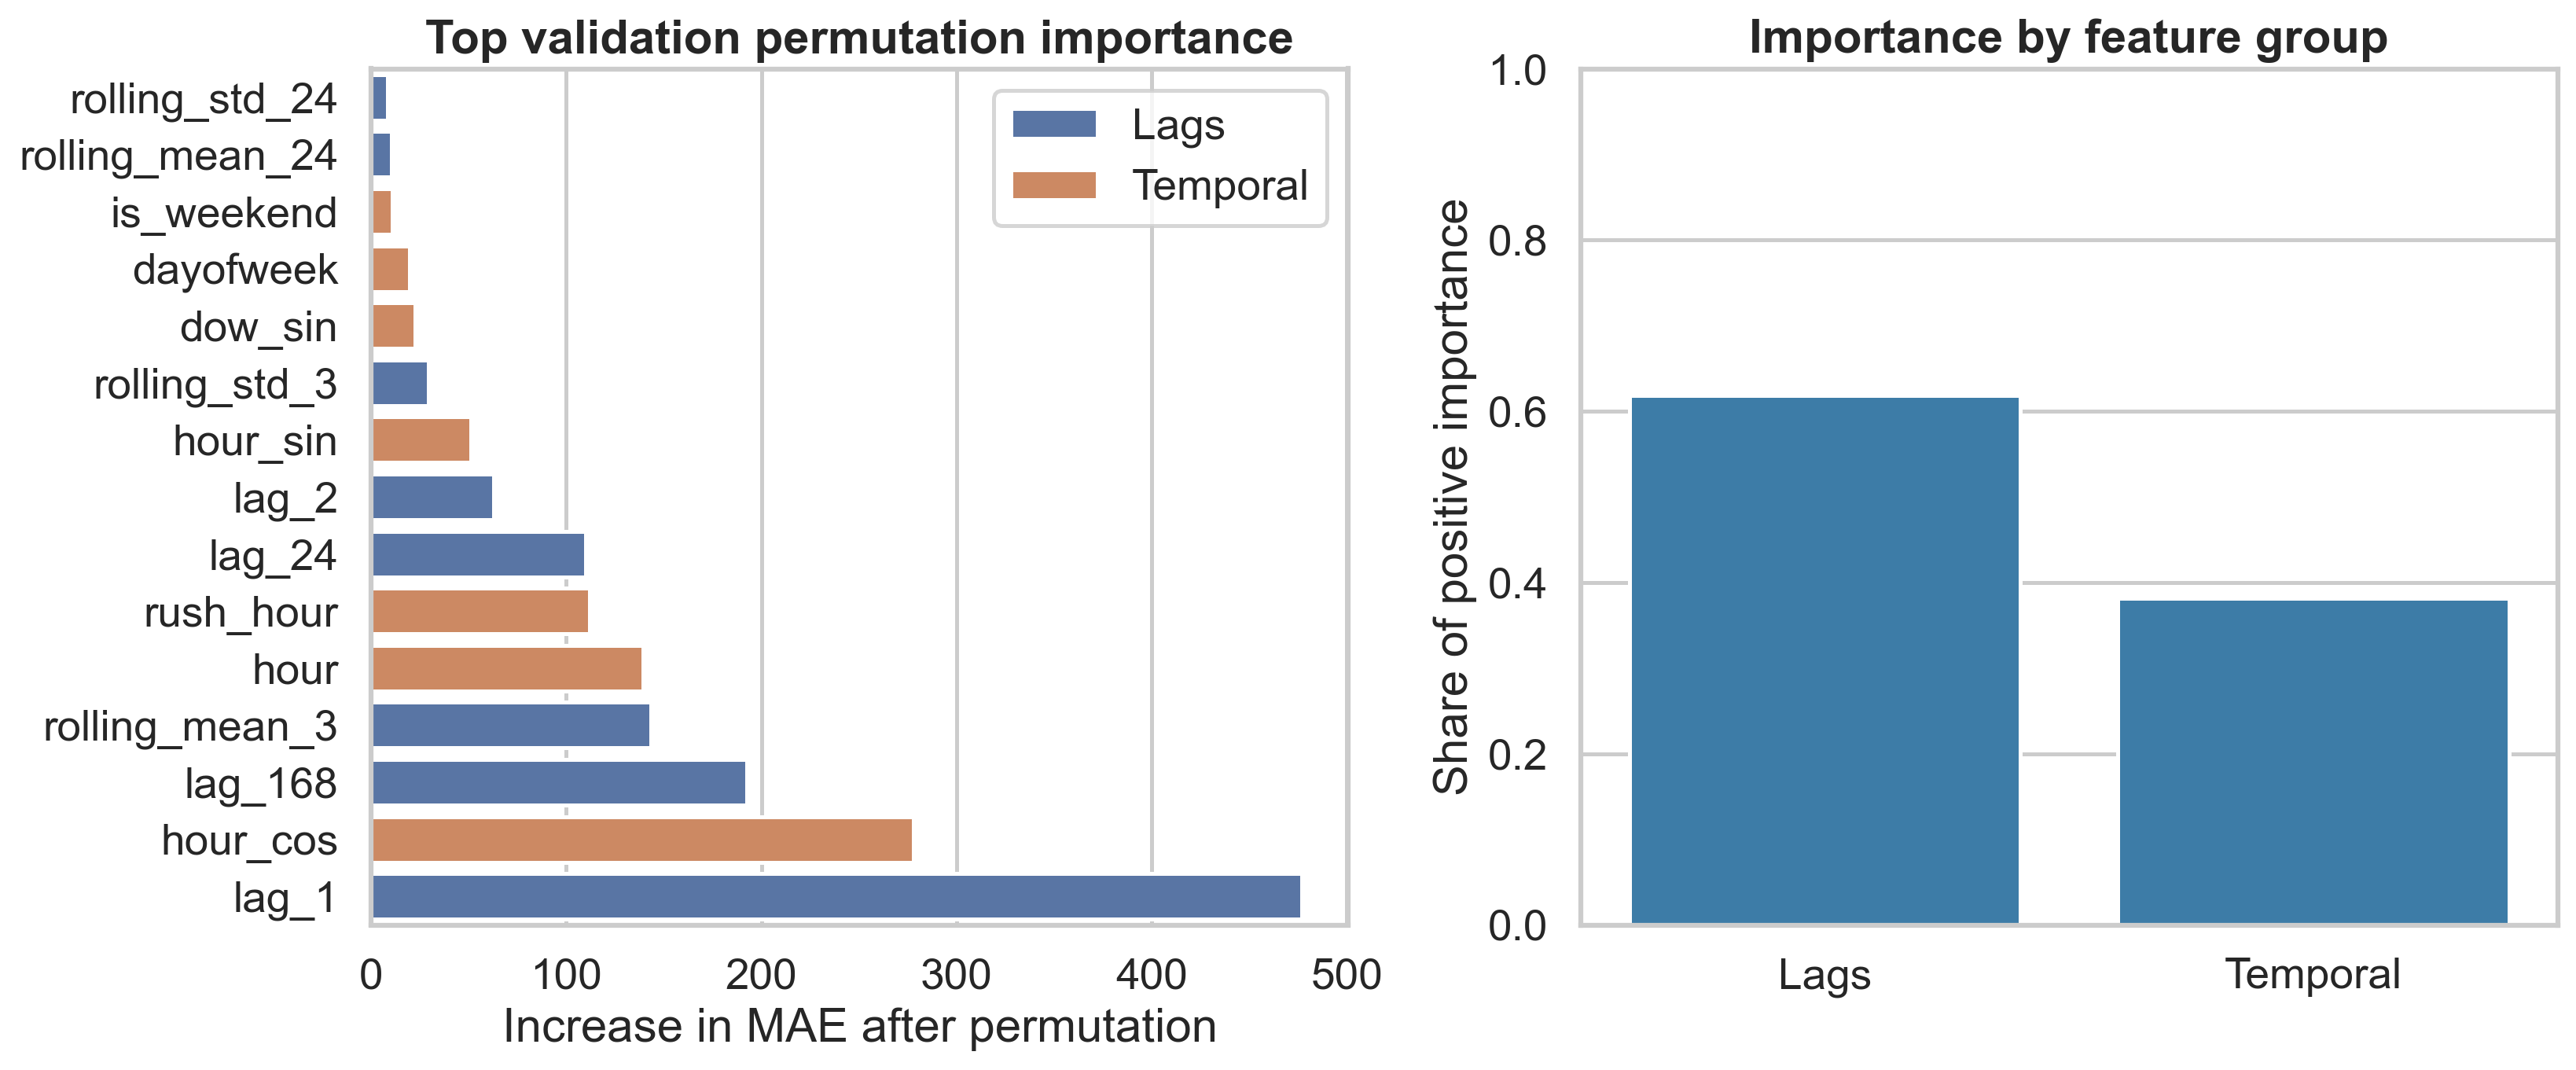 Top validation permutation importance
rolling_std_24
rolling_mean_24
is_weekend
dayofweek
dow_sin
rolling_std_3
hour_sin
lag_2
lag_24
rush_hour
hour
rolling_mean_3
lag_168
hour_cos
lag_1
Lags
Temporal
0 100 200 300 400 500
Increase in MAE after permutation
Importance by feature group
Share of positive importance
1.0
0.8
0.6
0.4
0.2
0.0
Lags Temporal